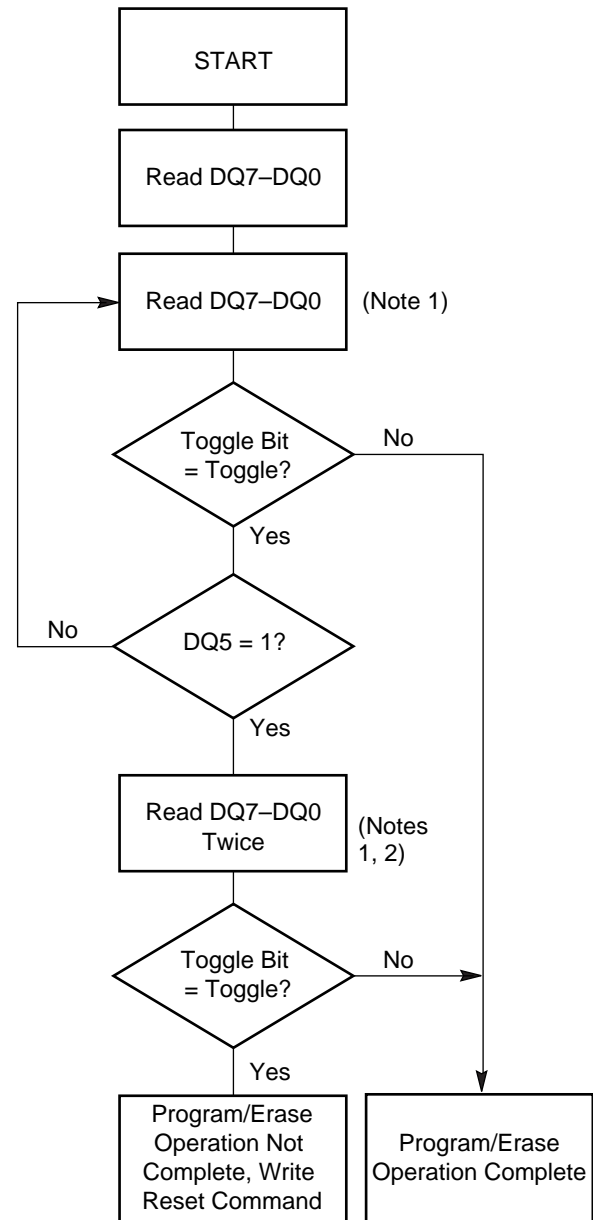 START
Read DQ7–DQ0
Read DQ7–DQ0
(Note 1)
Toggle Bit
= Toggle?
No
Yes
No
DQ5 = 1?
Yes
Read DQ7–DQ0
Twice
(Notes
1, 2)
Toggle Bit
= Toggle?
No
Yes
Program/Erase
Operation Not
Complete, Write
Reset Command
Program/Erase
Operation Complete